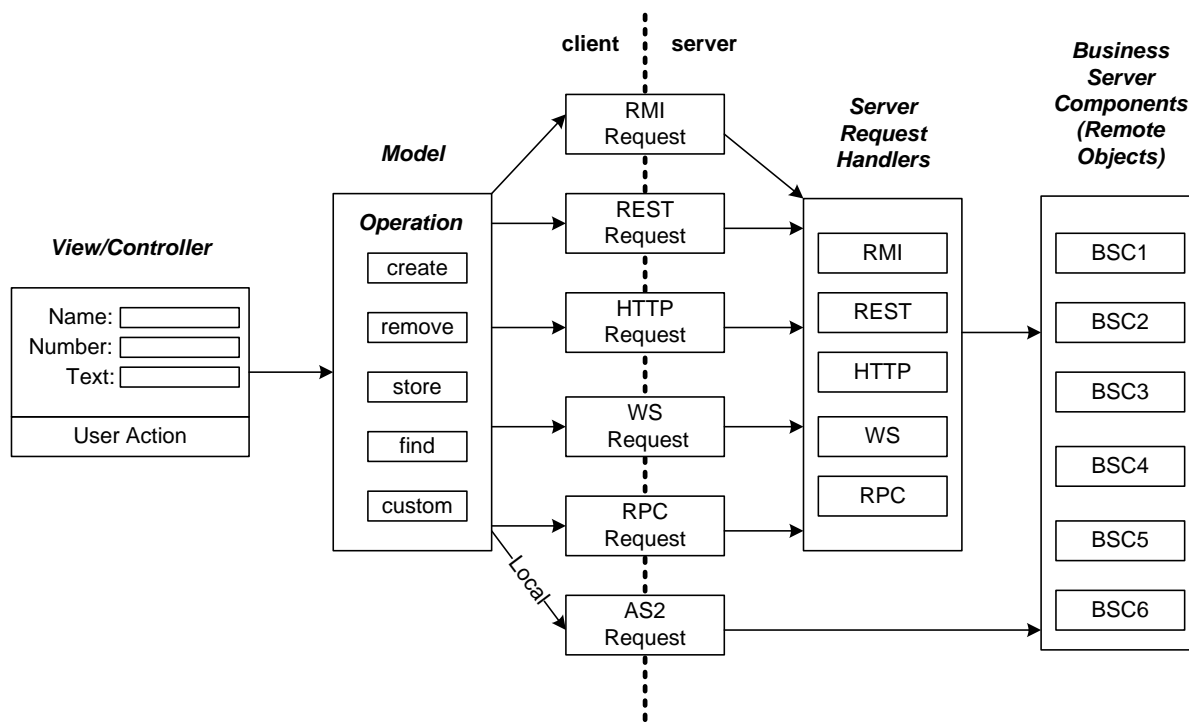 client
server
Business
Server
Components
(Remote
Objects)
Server
Request
Handlers
Model
View/Controller
Name:
Number:
Text:
User Action
Operation
create
remove
store
find
custom
Local
RMI
Request
REST
Request
HTTP
Request
WS
Request
RPC
Request
AS2
Request
RMI
REST
HTTP
WS
RPC
BSC1
BSC2
BSC3
BSC4
BSC5
BSC6